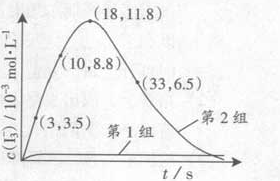 (18,11.8)
(10,8.8)
(33,6.5)
(3,3.5)
第1组
第2组
c(I₃⁻)/10⁻³ mol·L⁻¹
t/s